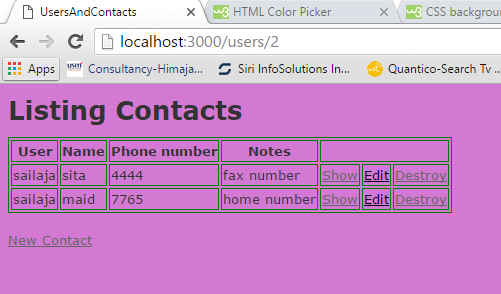 UsersAndContacts HTML Color Picker CSS backgroun
localhost:3000/users/2
Apps Consultancy-Himaja... Siri InfoSolutions In... Quantico-Search Tv ...
Listing Contacts
User Name Phone number Notes
sailaja sita 4444 fax number Show Edit Destroy
sailaja maid 7765 home number Show Edit Destroy
New Contact